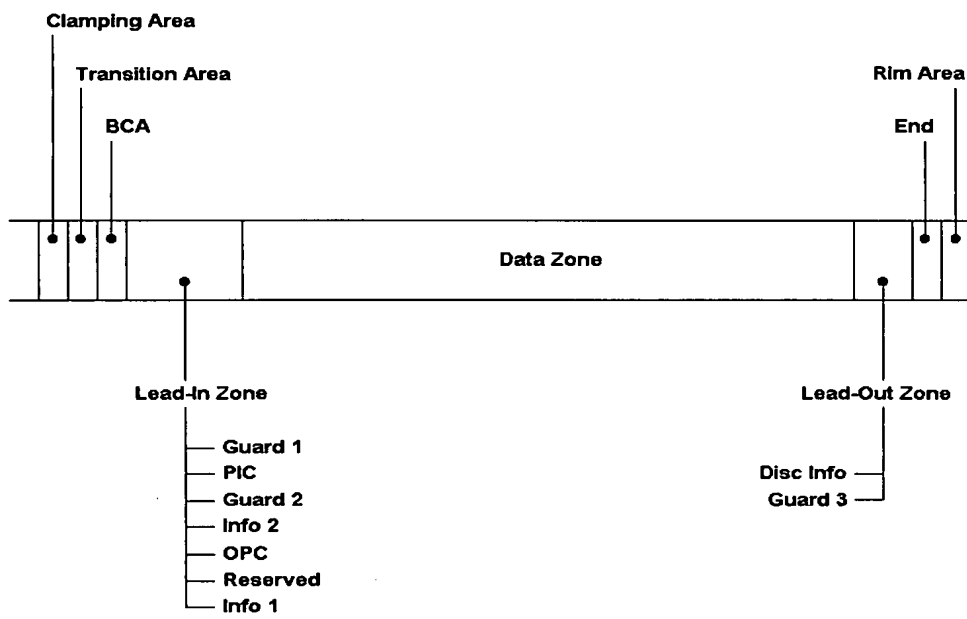 Clamping Area
Transition Area
Rim Area
BCA
End
Data Zone
Lead-In Zone
Lead-Out Zone
Guard 1
PIC
Disc Info
Guard 2
Guard 3
Info 2
OPC
Reserved
Info 1